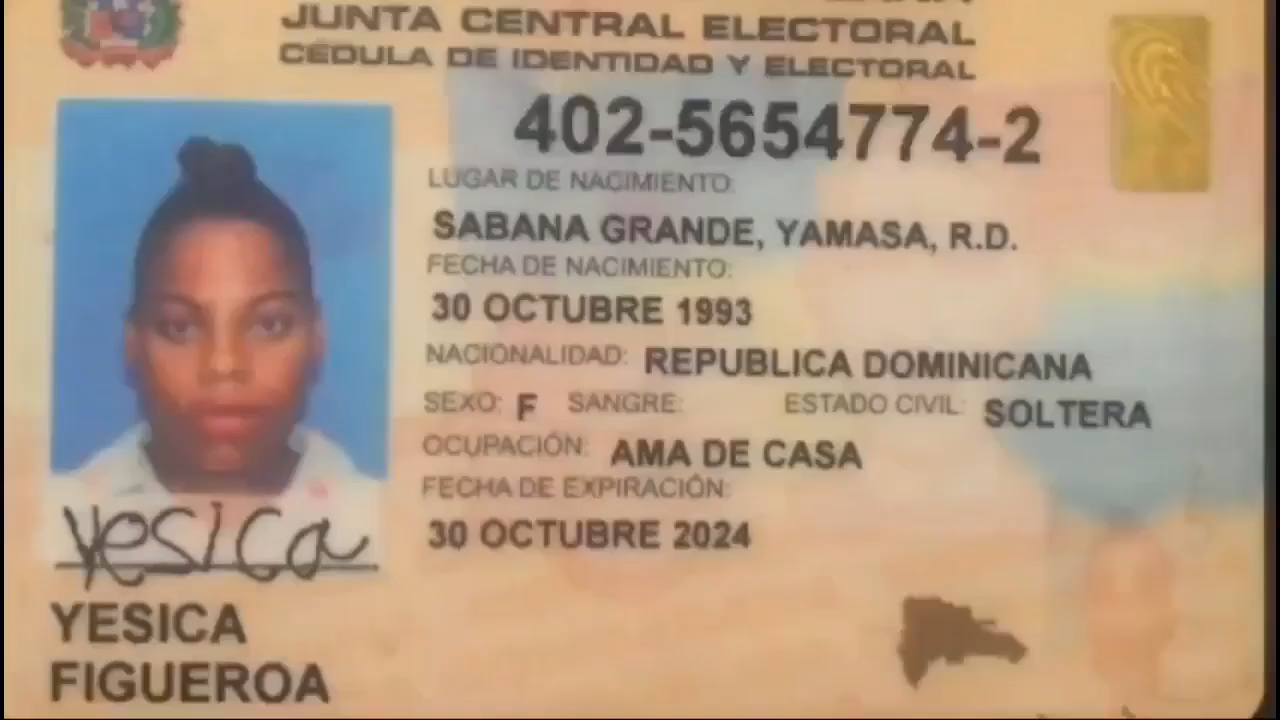 JUNTA CENTRAL ELECTORAL
CÉDULA DE IDENTIDAD Y ELECTORAL
402-5654774-2
LUGAR DE NACIMIENTO:
SABANA GRANDE, YAMASA, R.D.
FECHA DE NACIMIENTO:
30 OCTUBRE 1993
NACIONALIDAD: REPUBLICA DOMINICANA
SEXO: F SANGRE: ESTADO CIVIL: SOLTERA
OCUPACIÓN: AMA DE CASA
FECHA DE EXPIRACIÓN:
30 OCTUBRE 2024
Yesica
YESICA
FIGUEROA